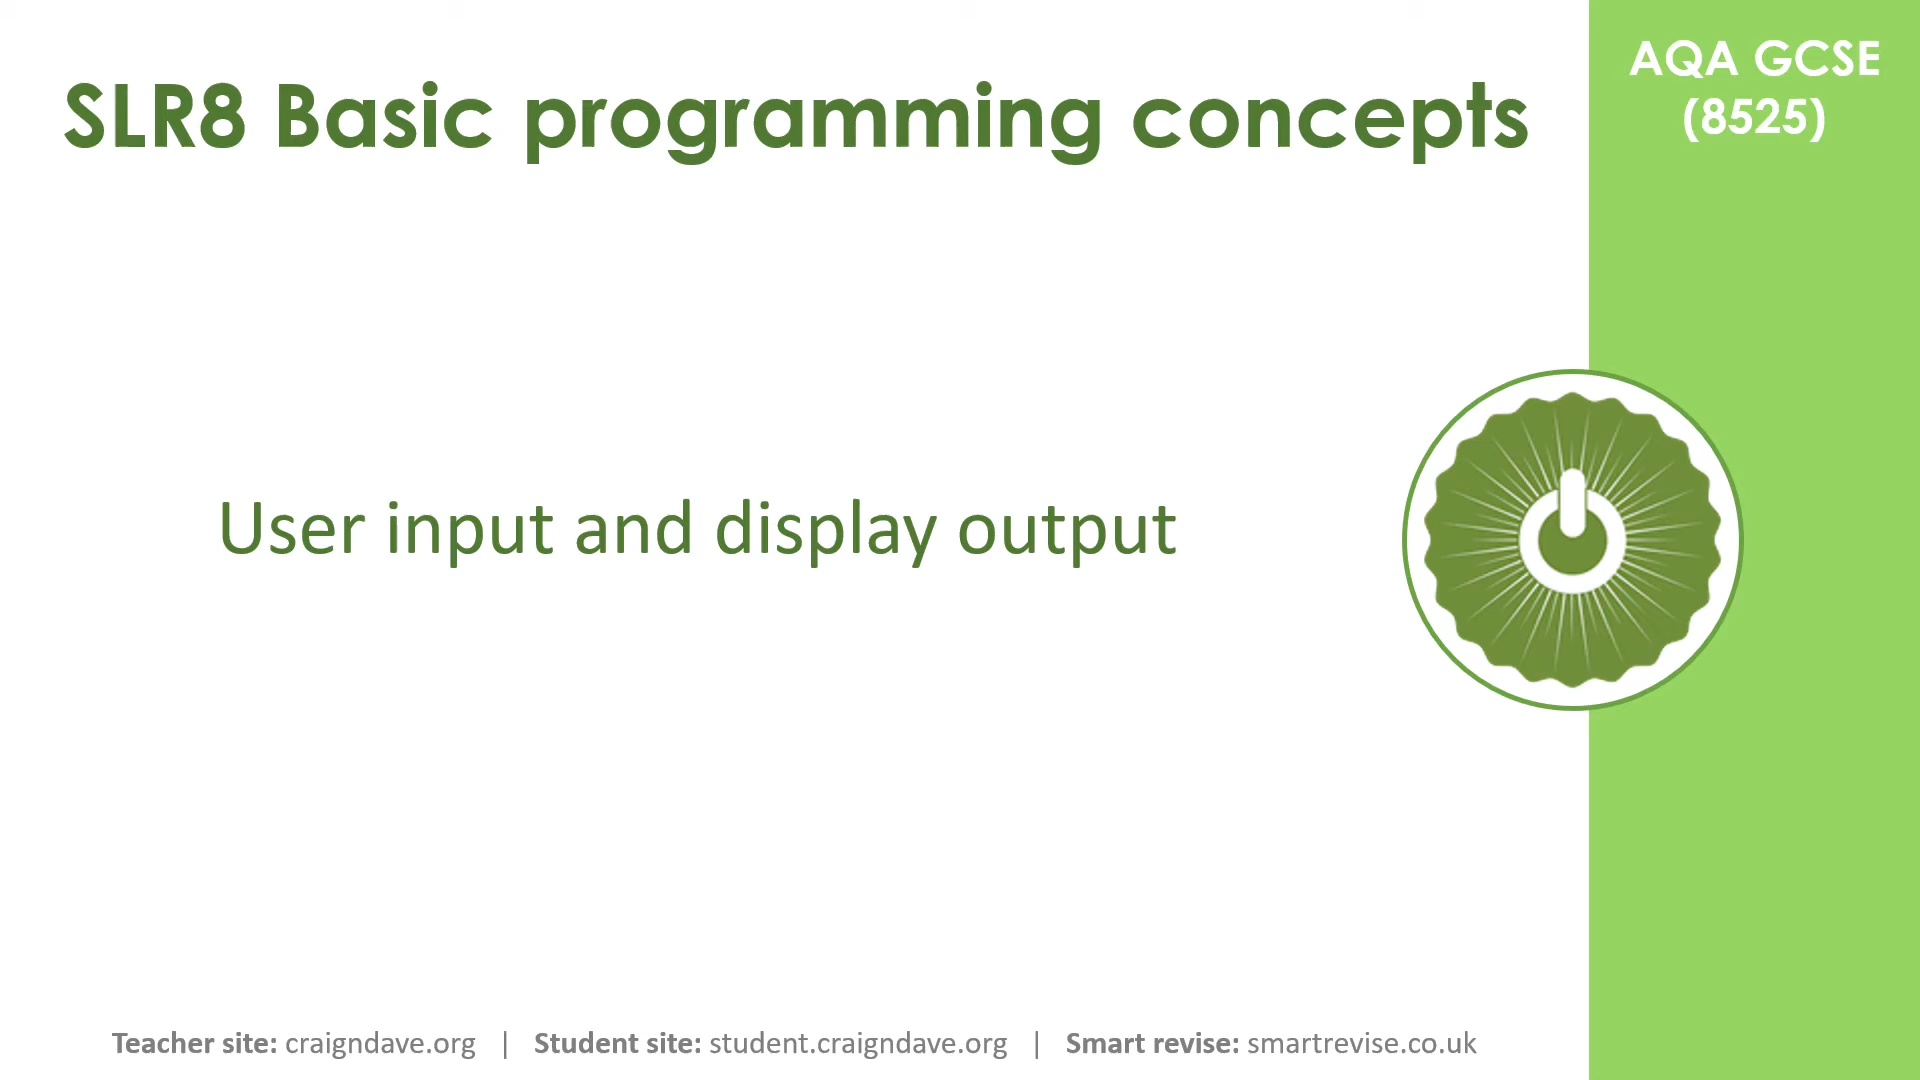 SLR8 Basic programming concepts
AQA GCSE
(8525)
User input and display output
Teacher site: craigndave.org | Student site: student.craigndave.org | Smart revise: smartrevise.co.uk